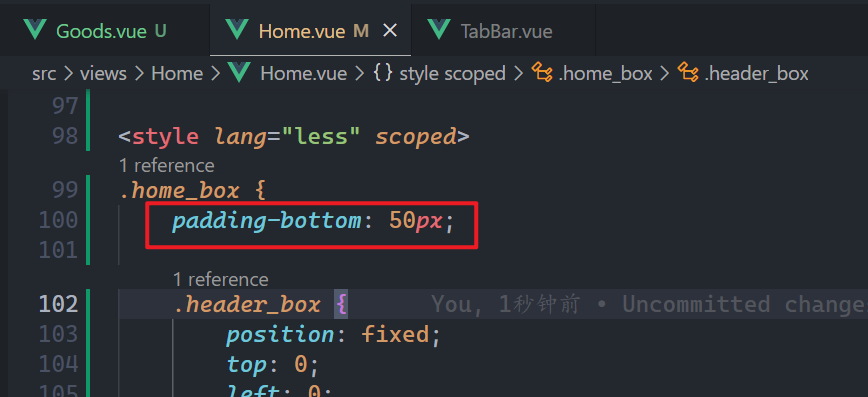 Goods.vue U Home.vue M TabBar.vue
src > views > Home > Home.vue > {} style scoped > .home_box > .header_box
97
98 <style lang="less" scoped>
1 reference
99 .home_box {
100 padding-bottom: 50px;
101
1 reference
102 .header_box { You, 1秒钟前 • Uncommitted changes
103 position: fixed;
104 top: 0;
105 left: 0;